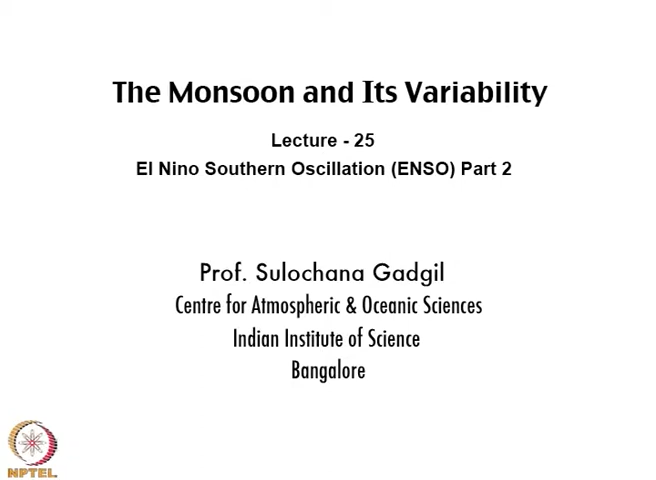 The Monsoon and Its Variability
Lecture - 25
El Nino Southern Oscillation (ENSO) Part 2
Prof. Sulochana Gadgil
Centre for Atmospheric & Oceanic Sciences
Indian Institute of Science
Bangalore
NPTEL